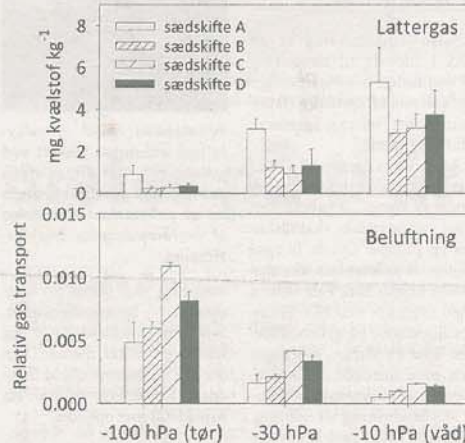 Lattergas
sædskifte A
sædskifte B
sædskifte C
sædskifte D
mg kvælstof kg⁻¹
8
6
4
2
0
Beluftning
Relativ gas transport
0.015
0.010
0.005
0.000
-100 hPa (tør)
-30 hPa
-10 hPa (våd)